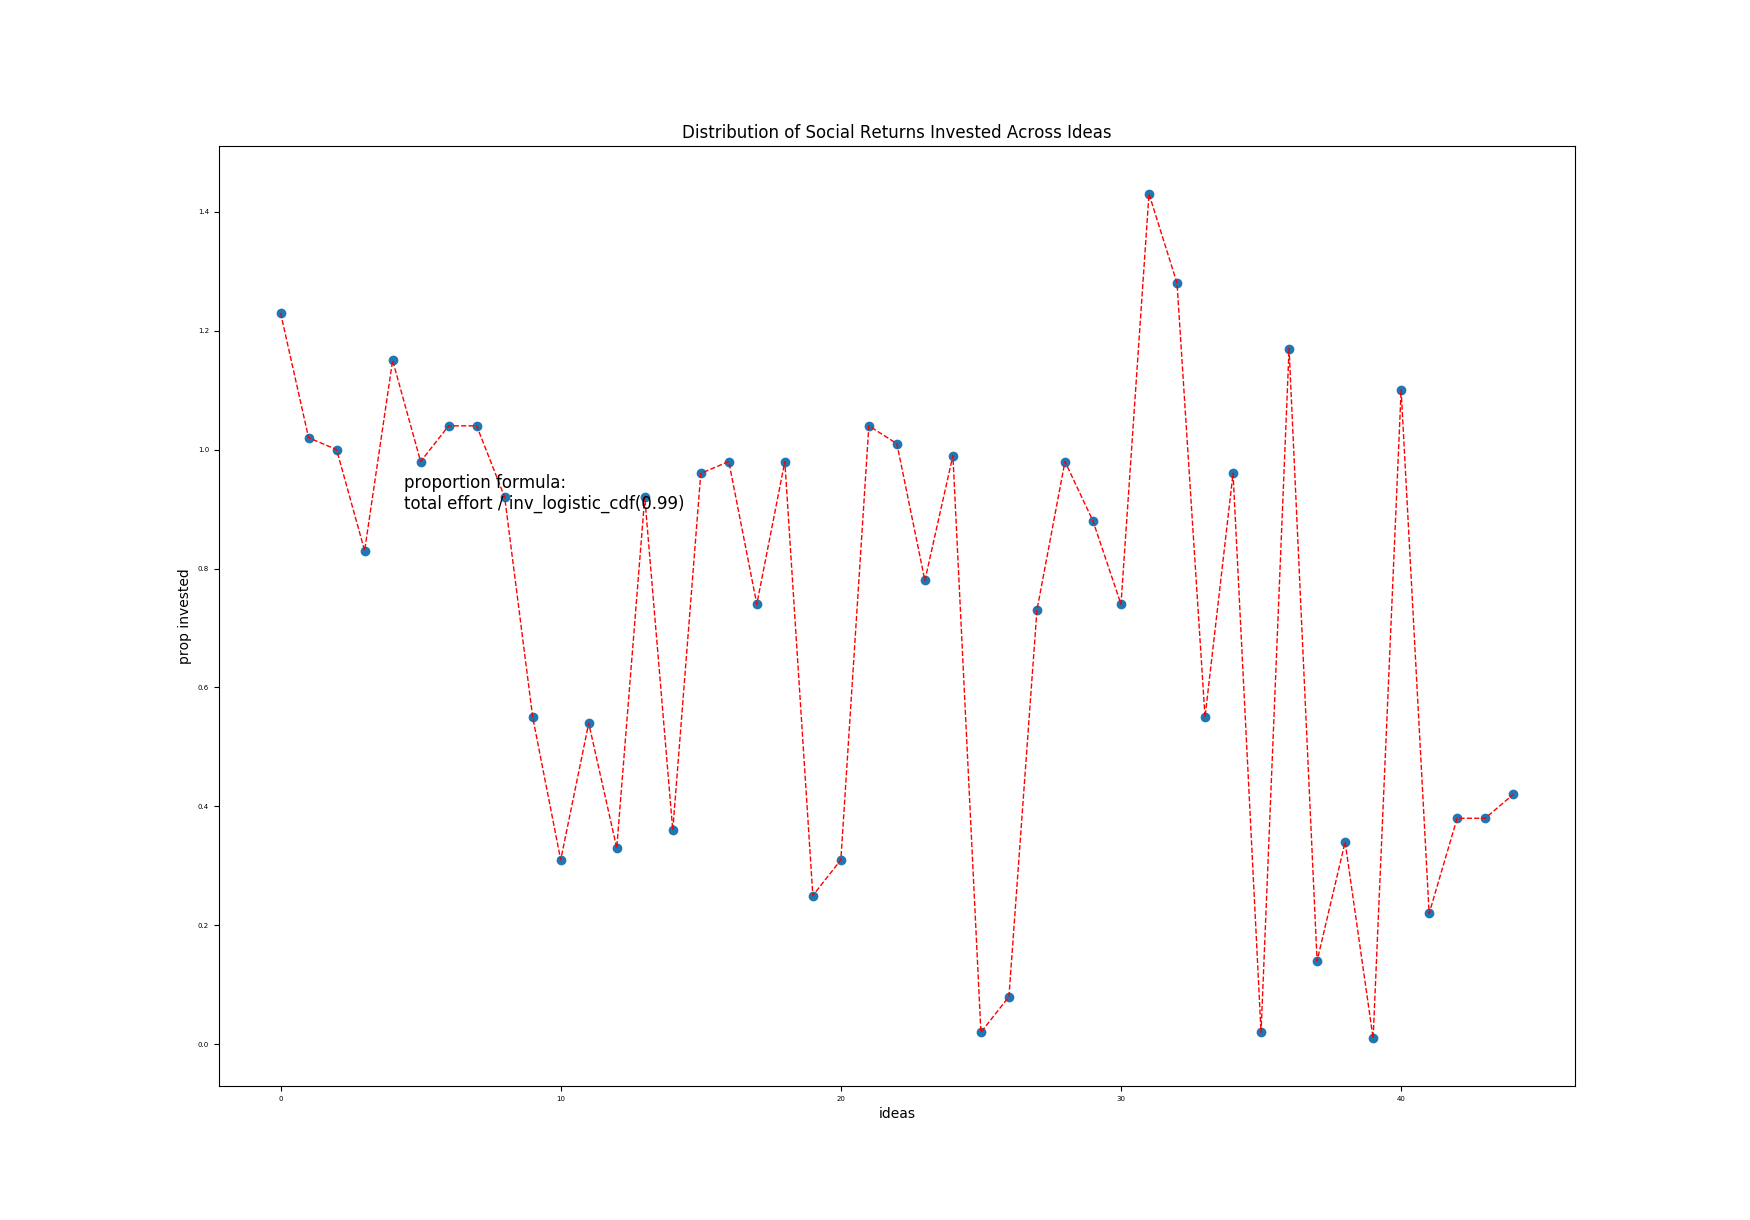 Distribution of Social Returns Invested Across Ideas
1.4
1.2
1.0
0.8
0.6
0.4
0.2
0.0
prop invested
proportion formula:
total effort / inv_logistic_cdf(0.99)
0
10
20
30
40
ideas